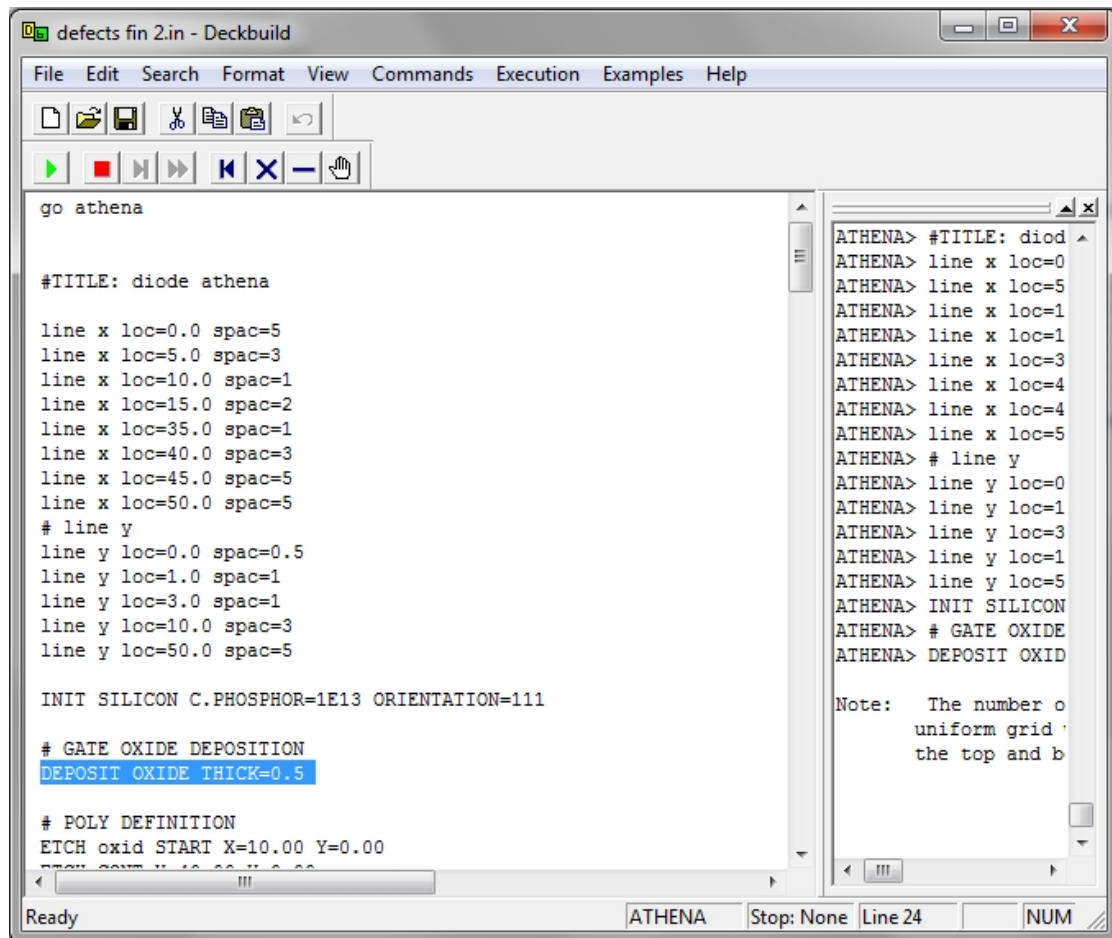 defects fin 2.in - Deckbuild
File Edit Search Format View Commands Execution Examples Help
go athena
#TITLE: diode athena
line x loc=0.0 spac=5
line x loc=5.0 spac=3
line x loc=10.0 spac=1
line x loc=15.0 spac=2
line x loc=35.0 spac=1
line x loc=40.0 spac=3
line x loc=45.0 spac=5
line x loc=50.0 spac=5
# line y
line y loc=0.0 spac=0.5
line y loc=1.0 spac=1
line y loc=3.0 spac=1
line y loc=10.0 spac=3
line y loc=50.0 spac=5
INIT SILICON C.PHOSPHOR=1E13 ORIENTATION=111
# GATE OXIDE DEPOSITION
DEPOSIT OXIDE THICK=0.5
# POLY DEFINITION
ETCH oxid START X=10.00 Y=0.00
ATHENA> #TITLE: diod
ATHENA> line x loc=0
ATHENA> line x loc=5
ATHENA> line x loc=1
ATHENA> line x loc=1
ATHENA> line x loc=3
ATHENA> line x loc=4
ATHENA> line x loc=4
ATHENA> line x loc=5
ATHENA> # line y
ATHENA> line y loc=0
ATHENA> line y loc=1
ATHENA> line y loc=3
ATHENA> line y loc=1
ATHENA> line y loc=5
ATHENA> INIT SILICON
ATHENA> # GATE OXIDE
ATHENA> DEPOSIT OXID
Note: The number o
uniform grid
the top and b
Ready ATHENA Stop: None Line 24 NUM